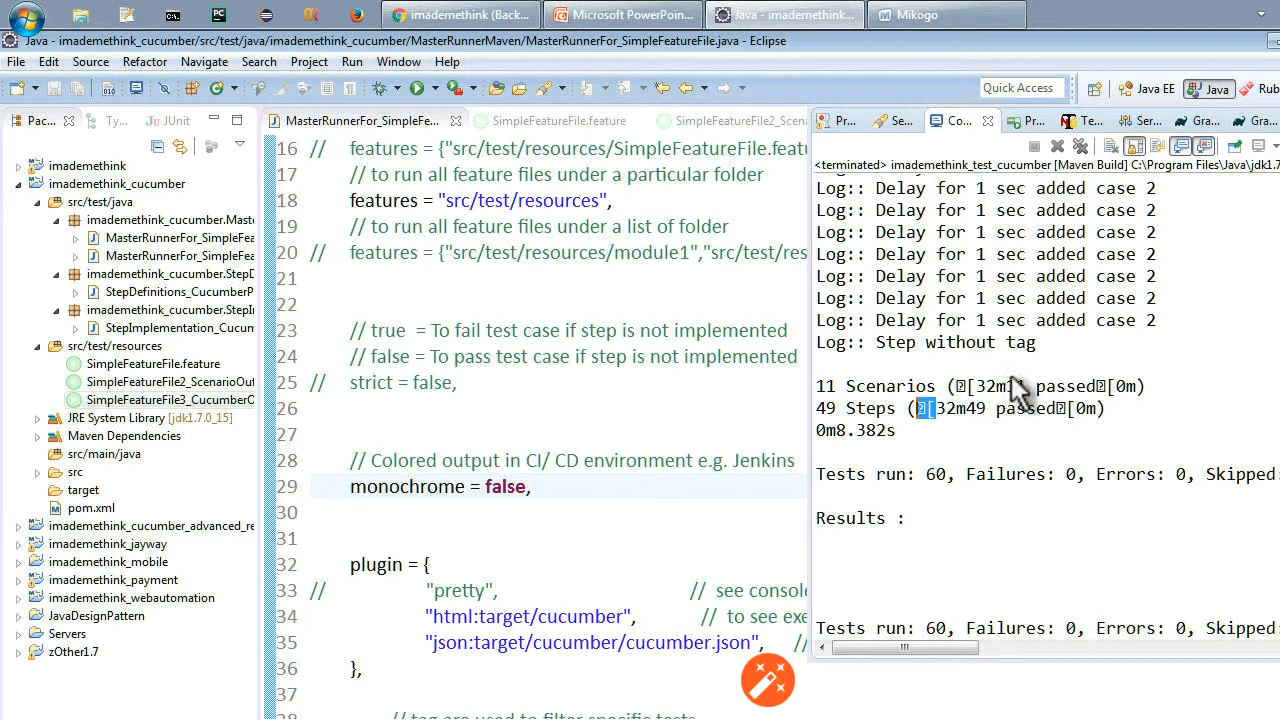 imademethink (Back...
Microsoft PowerPoin...
Java - imademethink...
Mikogo
Java - imademethink_cucumber/src/test/java/imademethink_cucumber/MasterRunnerMaven/MasterRunnerFor_SimpleFeatureFile.java - Eclipse
File Edit Source Refactor Navigate Search Project Run Window Help
Quick Access
Java EE
Java
Rub
Pac...
Ty...
JUnit
MasterRunnerFor_SimpleFe...
SimpleFeatureFile.feature
SimpleFeatureFile2_Scena
Pr...
Se...
Co...
Pr...
Te...
Ser...
Gra...
Gra...
imademethink
imademethink_cucumber
src/test/java
imademethink_cucumber.Maste
MasterRunnerFor_SimpleFea
MasterRunnerFor_SimpleFea
imademethink_cucumber.StepD
StepDefinitions_CucumberP
imademethink_cucumber.StepI
StepImplementation_Cucum
src/test/resources
SimpleFeatureFile.feature
SimpleFeatureFile2_ScenarioOut
SimpleFeatureFile3_CucumberO
JRE System Library [jdk1.7.0_15]
Maven Dependencies
src/main/java
src
target
pom.xml
imademethink_cucumber_advanced_re
imademethink_jayway
imademethink_mobile
imademethink_payment
imademethink_webautomation
JavaDesignPattern
Servers
zOther1.7
16 // features = {"src/test/resources/SimpleFeatureFile.featu
17 // to run all feature files under a particular folder
18 features = "src/test/resources",
19 // to run all feature files under a list of folder
20 // features = {"src/test/resources/module1","src/test/res
21
22
23 // true = To fail test case if step is not implemented
24 // false = To pass test case if step is not implemented
25 // strict = false,
26
27
28 // Colored output in CI/ CD environment e.g. Jenkins
29 monochrome = false,
30
31
32 plugin = {
33 // "pretty", // see consol
34 "html:target/cucumber", // to see exe
35 "json:target/cucumber/cucumber.json", //
36 },
37
// tag are used to filter specific tests
<terminated> imademethink_test_cucumber [Maven Build] C:\Program Files\Java\jdk1.7
Log:: Delay for 1 sec added case 2
Log:: Delay for 1 sec added case 2
Log:: Delay for 1 sec added case 2
Log:: Delay for 1 sec added case 2
Log:: Delay for 1 sec added case 2
Log:: Delay for 1 sec added case 2
Log:: Delay for 1 sec added case 2
Log:: Step without tag
11 Scenarios ( [32m11 passed [0m)
49 Steps ( [32m49 passed [0m)
0m8.382s
Tests run: 60, Failures: 0, Errors: 0, Skipped:
Results :
Tests run: 60, Failures: 0, Errors: 0, Skipped: